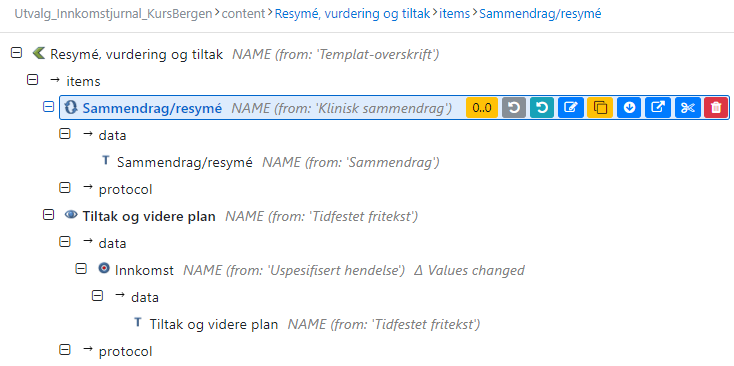 Utvalg_Innkomstjurnal_KursBergen>content>Resymé, vurdering og tiltak>items>Sammendrag/resymé
Resymé, vurdering og tiltak NAME (from: 'Templat-overskrift')
items
Sammendrag/resymé NAME (from: 'Klinisk sammendrag') 0..0
data
T Sammendrag/resymé NAME (from: 'Sammendrag')
protocol
Tiltak og videre plan NAME (from: 'Tidfestet fritekst')
data
Innkomst NAME (from: 'Uspesifisert hendelse') Δ Values changed
data
T Tiltak og videre plan NAME (from: 'Tidfestet fritekst')
protocol